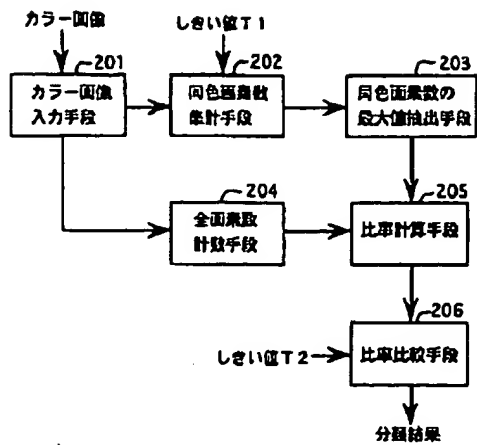 カラー画像
しきい値T1
201
202
203
カラー画像
入力手段
同色画素数
集計手段
同色画素数の
最大値抽出手段
204
205
全画素数
計数手段
比率計算手段
206
しきい値T2
比率比較手段
分類結果